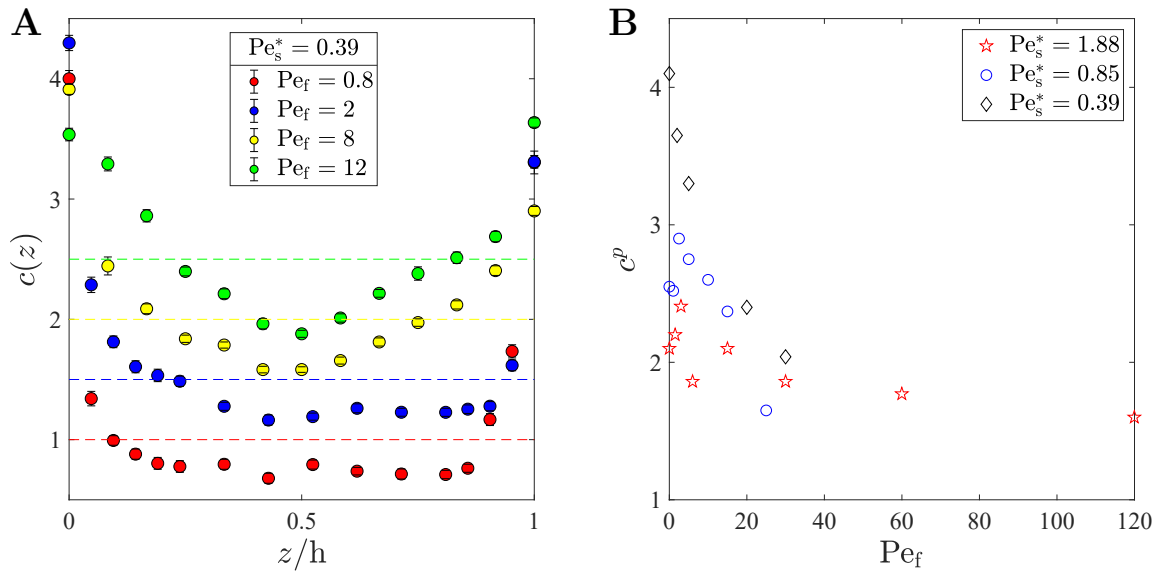 A
Pe*s = 0.39
Pef = 0.8
Pef = 2
Pef = 8
Pef = 12
4
3
2
1
c(z)
0
0.5
1
z/h
B
Pe*s = 1.88
Pe*s = 0.85
Pe*s = 0.39
4
3
2
1
c^p
0
20
40
60
80
100
120
Pef